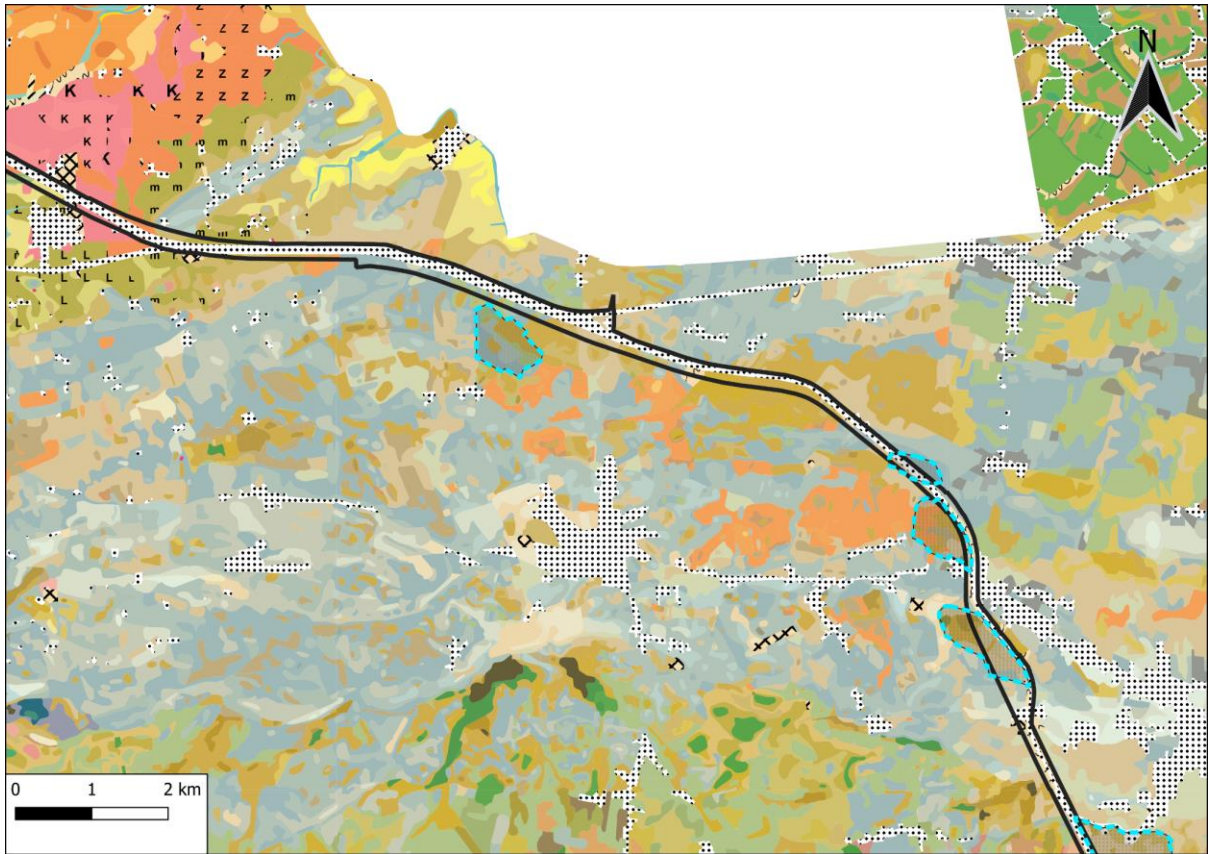 Z K
K Z Z
N
Z Z
Z Z Z Z
K K K Z Z Z m
K K K K Z Z Z
K m m m m
K K m m
m m
m
m m m
L L m
L L L L m
L m m
L
0 1 2 km